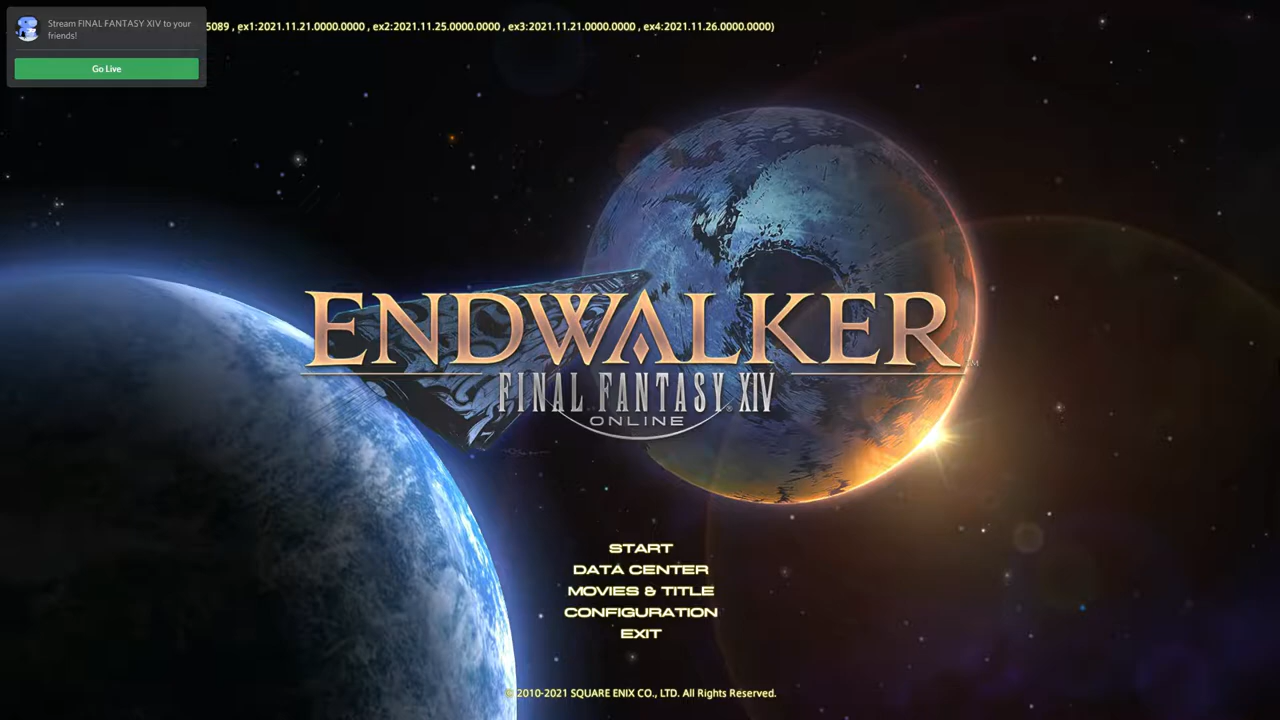 Stream FINAL FANTASY XIV to your
friends!
Go Live
5089 , ex1:2021.11.21.0000.0000 , ex2:2021.11.25.0000.0000 , ex3:2021.11.21.0000.0000 , ex4:2021.11.26.0000.0000)
ENDWALKER™
FINAL FANTASY® XIV
ONLINE
START
DATA CENTER
MOVIES & TITLE
CONFIGURATION
EXIT
© 2010-2021 SQUARE ENIX CO., LTD. All Rights Reserved.